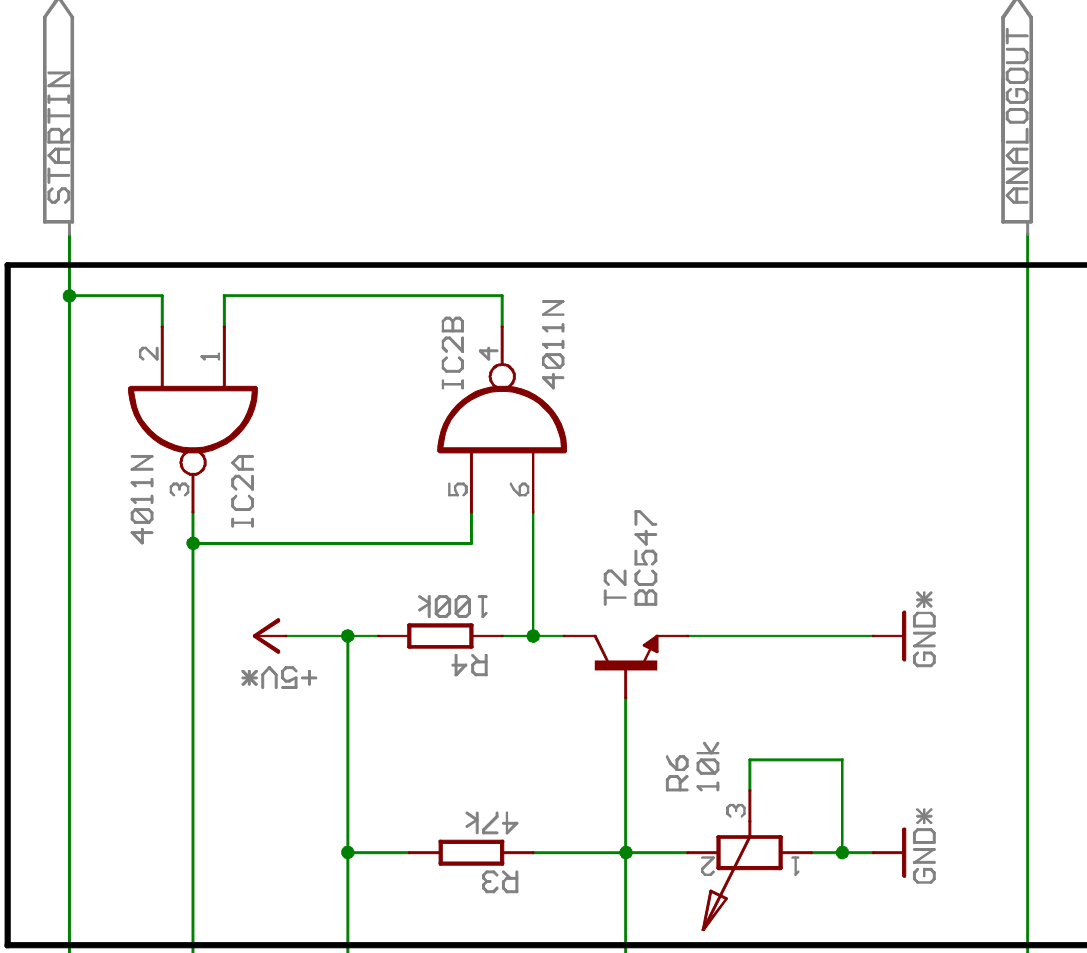 STARTIN
ANALOGOUT
2
1
IC2B
4
4011N
4011N
3
IC2A
5
6
T2
BC547
100k
R4
+5V*
GND*
R6
10k
3
47k
R3
2
1
GND*